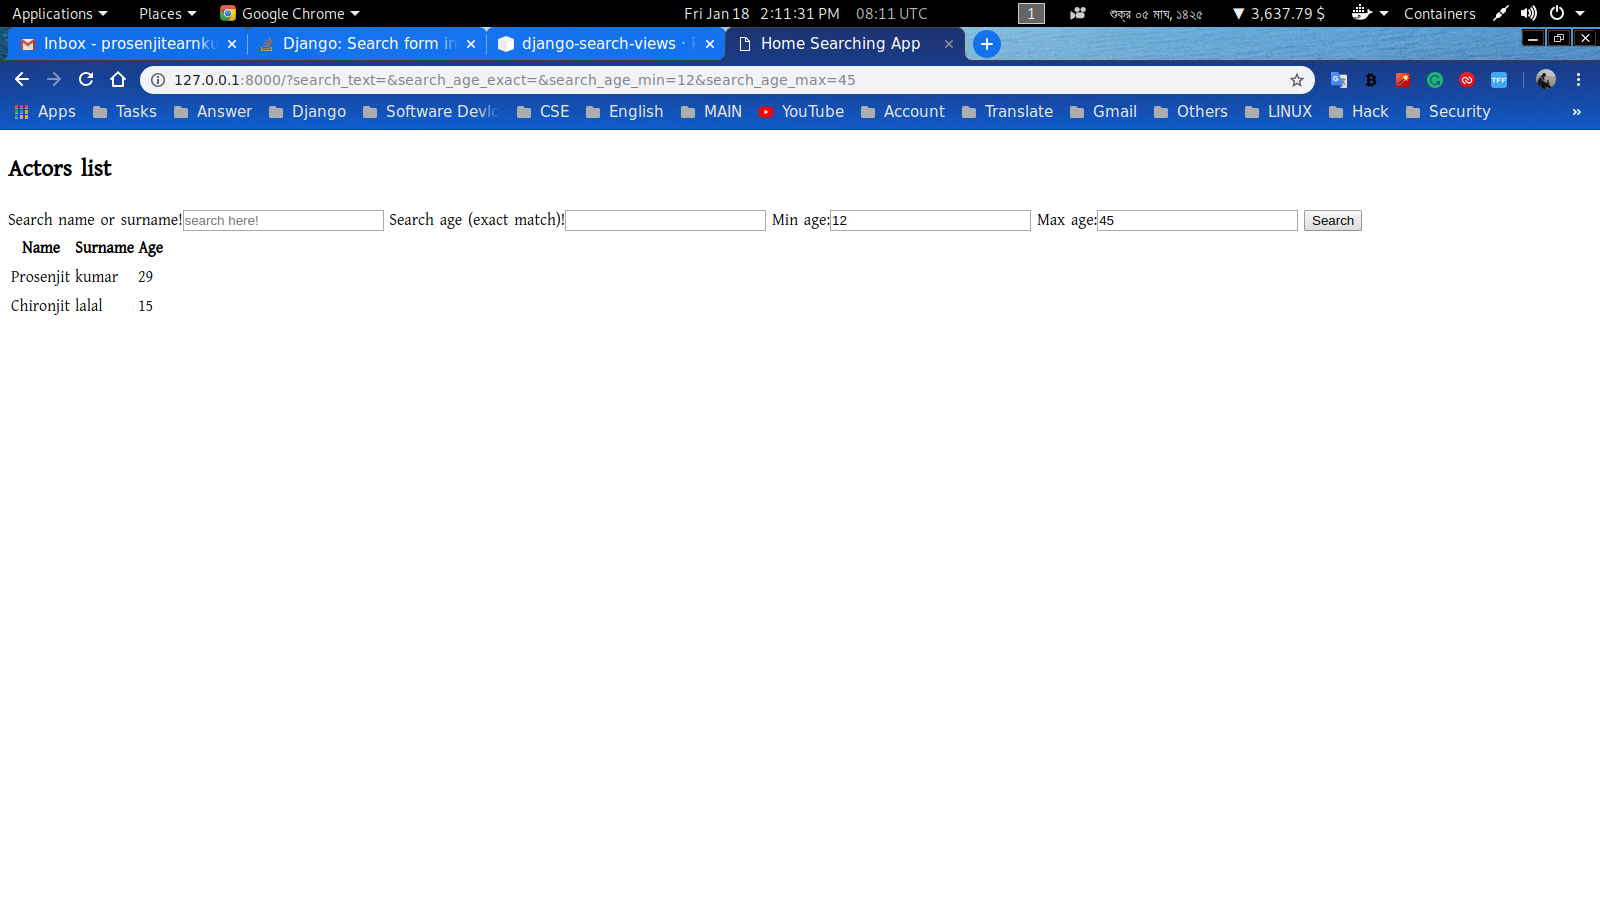 Applications Places Google Chrome Fri Jan 18 2:11:31 PM 08:11 UTC 1 শুক্র ০৫ মাঘ, ১৪২৫ ▼ 3,637.79 $ Containers
Inbox - prosenjitearnku Django: Search form in django-search-views · Home Searching App
127.0.0.1:8000/?search_text=&search_age_exact=&search_age_min=12&search_age_max=45 TFF
Apps Tasks Answer Django Software Devlo CSE English MAIN YouTube Account Translate Gmail Others LINUX Hack Security »
Actors list
Search name or surname! search here! Search age (exact match)! Min age: 12 Max age: 45 Search
Name Surname Age
Prosenjit kumar 29
Chironjit lalal 15